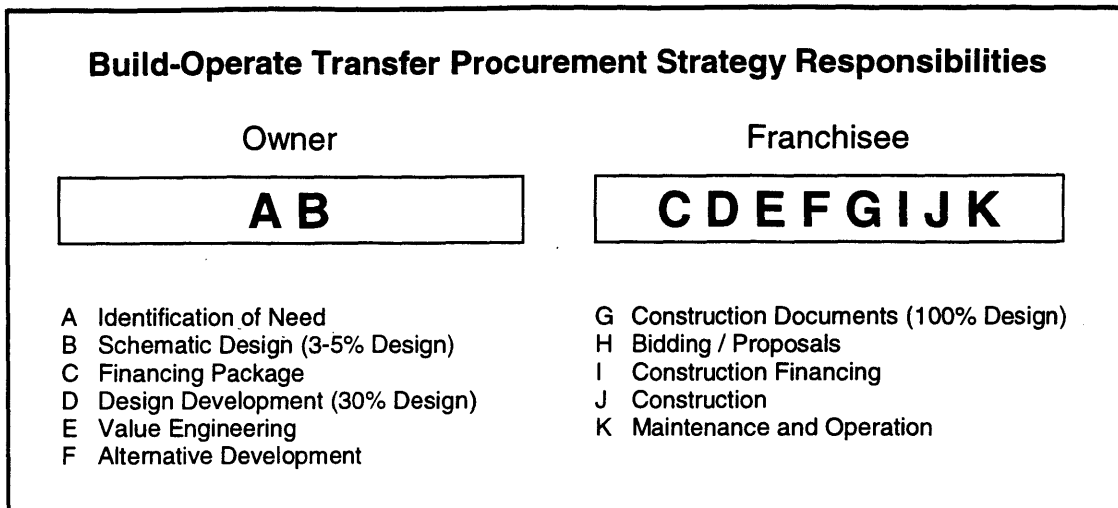 Build-Operate Transfer Procurement Strategy Responsibilities
Owner
Franchisee
A B
C D E F G I J K
A Identification of Need
B Schematic Design (3-5% Design)
C Financing Package
D Design Development (30% Design)
E Value Engineering
F Alternative Development
G Construction Documents (100% Design)
H Bidding / Proposals
I Construction Financing
J Construction
K Maintenance and Operation